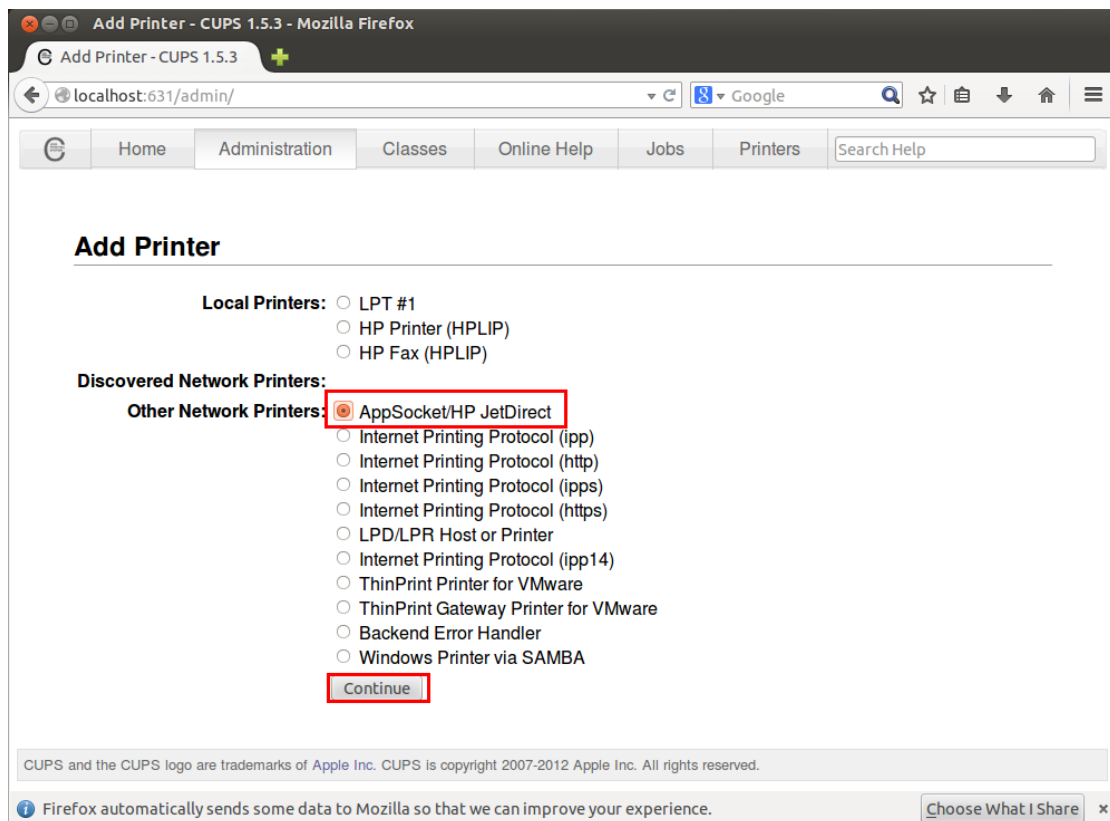 Add Printer - CUPS 1.5.3 - Mozilla Firefox
Add Printer - CUPS 1.5.3
localhost:631/admin/
Google
Home Administration Classes Online Help Jobs Printers Search Help
Add Printer
Local Printers: LPT #1
HP Printer (HPLIP)
HP Fax (HPLIP)
Discovered Network Printers:
Other Network Printers: AppSocket/HP JetDirect
Internet Printing Protocol (ipp)
Internet Printing Protocol (http)
Internet Printing Protocol (ipps)
Internet Printing Protocol (https)
LPD/LPR Host or Printer
Internet Printing Protocol (ipp14)
ThinPrint Printer for VMware
ThinPrint Gateway Printer for VMware
Backend Error Handler
Windows Printer via SAMBA
Continue
CUPS and the CUPS logo are trademarks of Apple Inc. CUPS is copyright 2007-2012 Apple Inc. All rights reserved.
Firefox automatically sends some data to Mozilla so that we can improve your experience. Choose What I Share